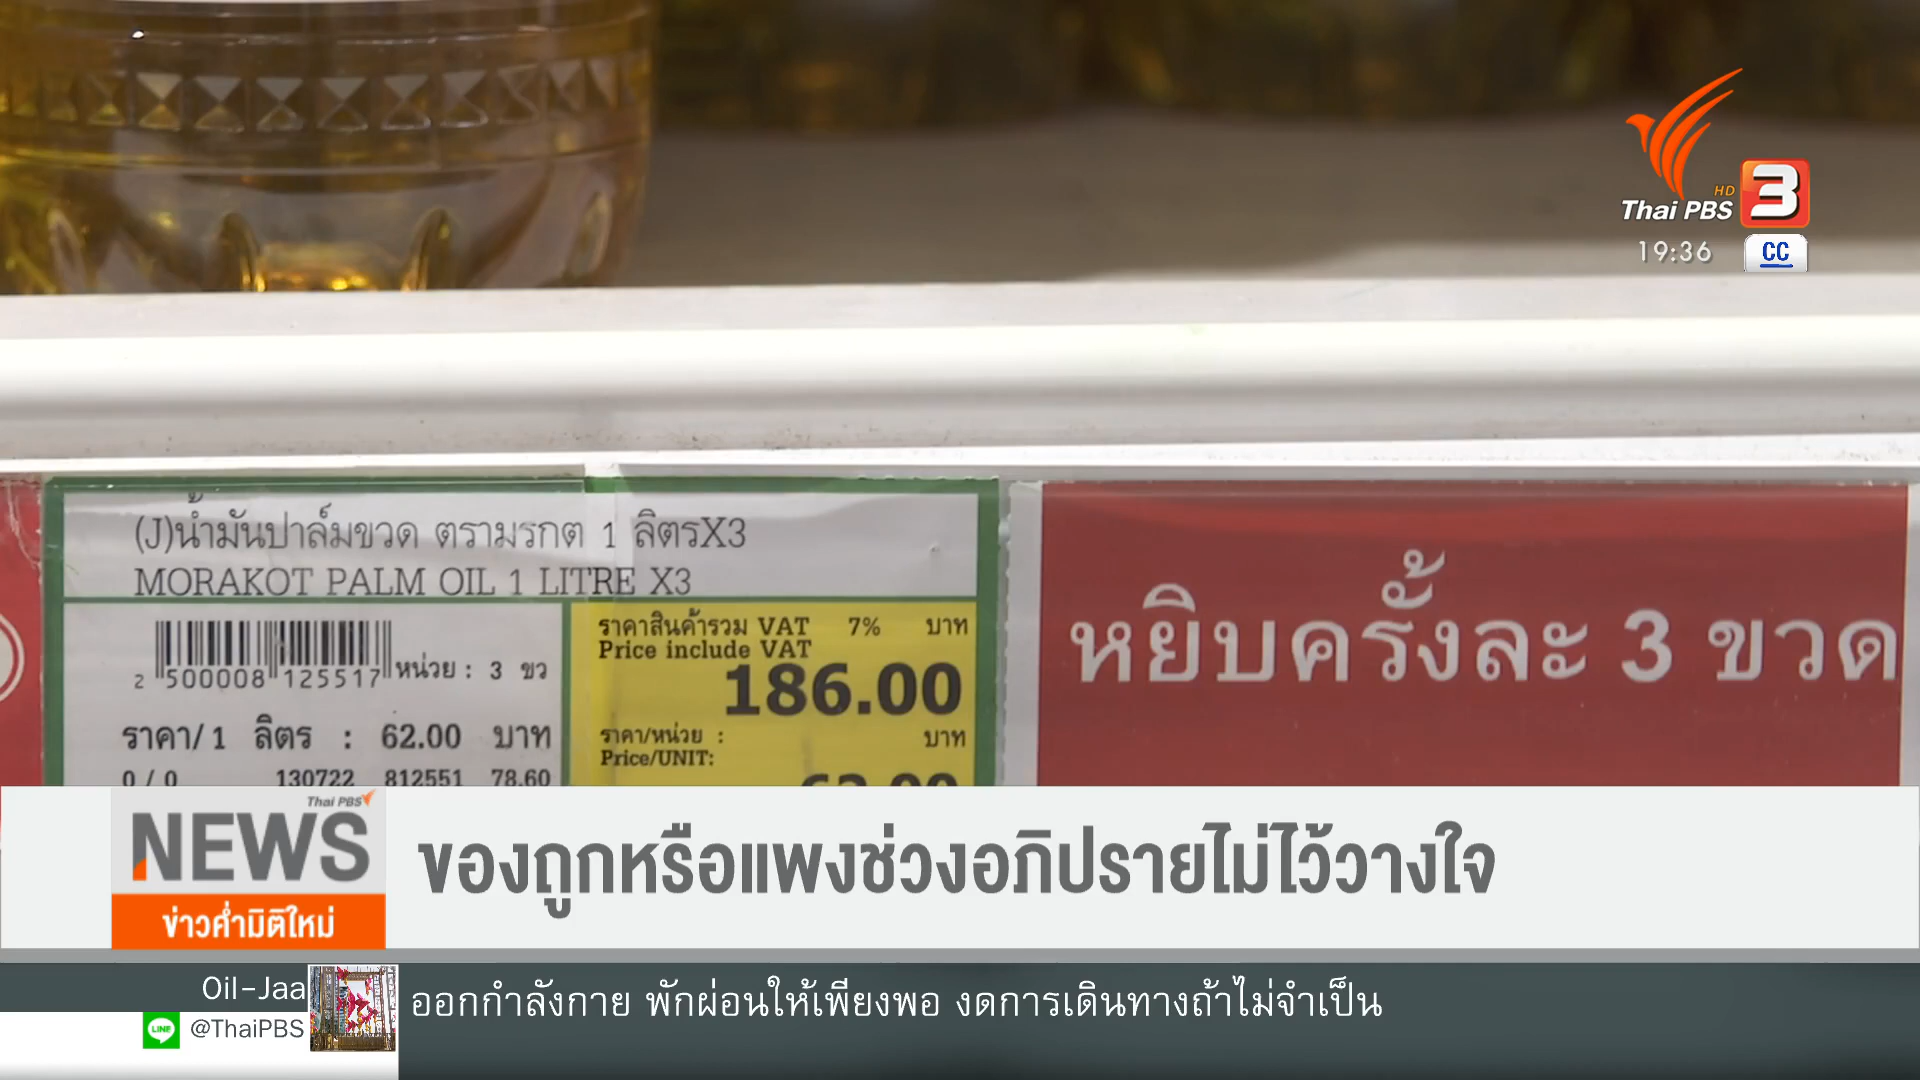 Thai PBS
HD
3
19:36
CC
(J)น้ำมันปาล์มขวด ตรามรกต 1 ลิตรX3
MORAKOT PALM OIL 1 LITRE X3
2 500008 125517
หน่วย : 3 ขว
ราคา/ 1 ลิตร : 62.00 บาท
0 / 0 130722 812551 78.60
ราคาสินค้ารวม VAT 7% บาท
Price include VAT
186.00
ราคา/หน่วย : บาท
Price/UNIT:
หยิบครั้งละ 3 ขวด
Thai PBS
NEWS
ข่าวค่ำมิติใหม่
ของถูกหรือแพงช่วงอภิปรายไม่ไว้วางใจ
Oil-Jaa
LINE @ThaiPBS
ออกกำลังกาย พักผ่อนให้เพียงพอ งดการเดินทางถ้าไม่จำเป็น